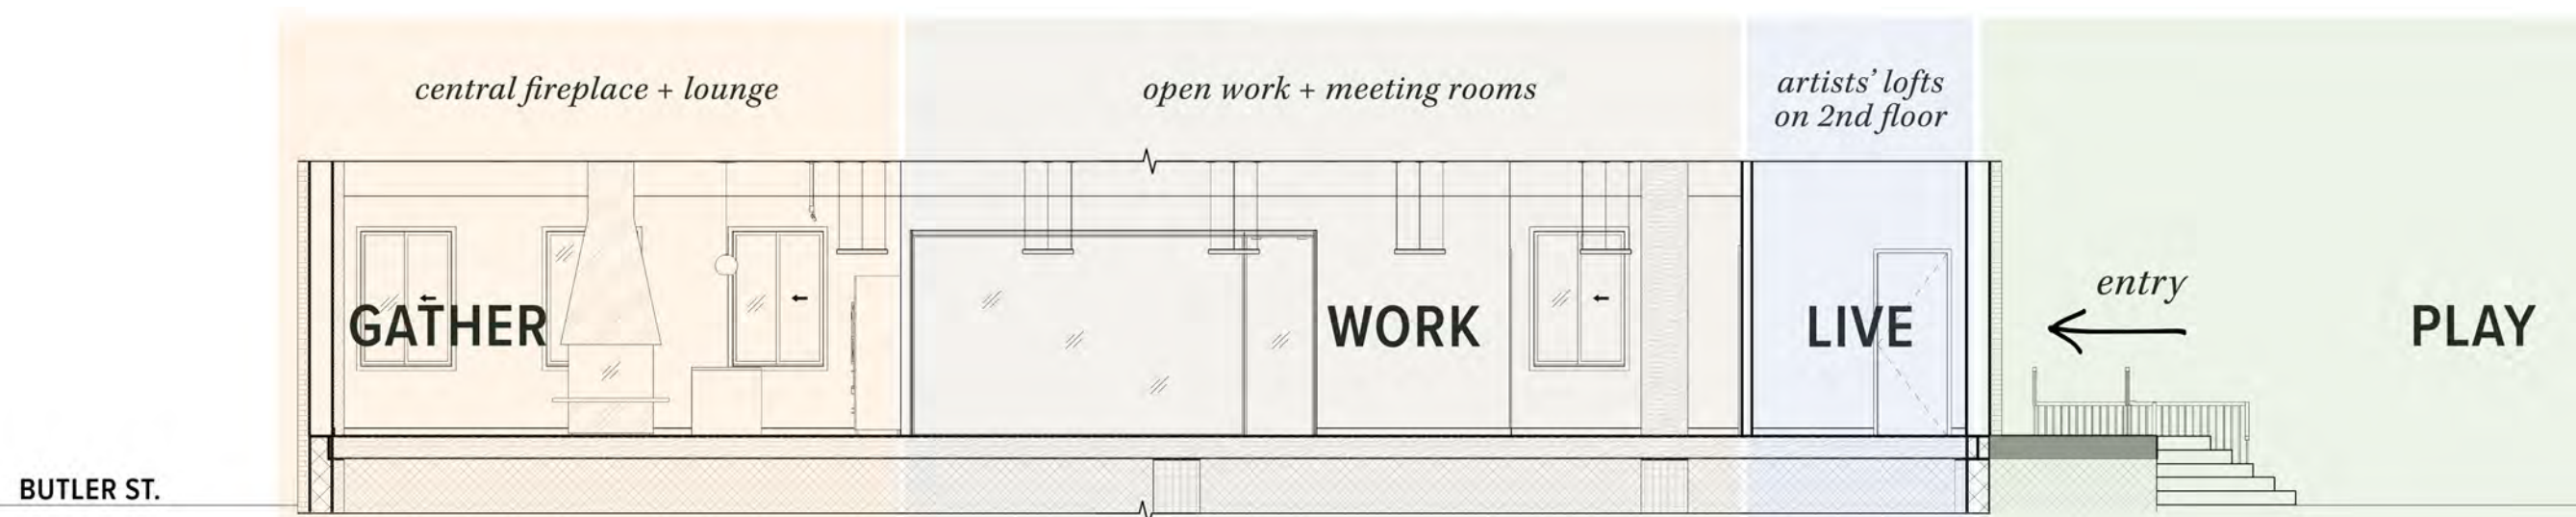 central fireplace + lounge
open work + meeting rooms
artists’ lofts
on 2nd floor
entry
GATHER
WORK
LIVE
PLAY
BUTLER ST.